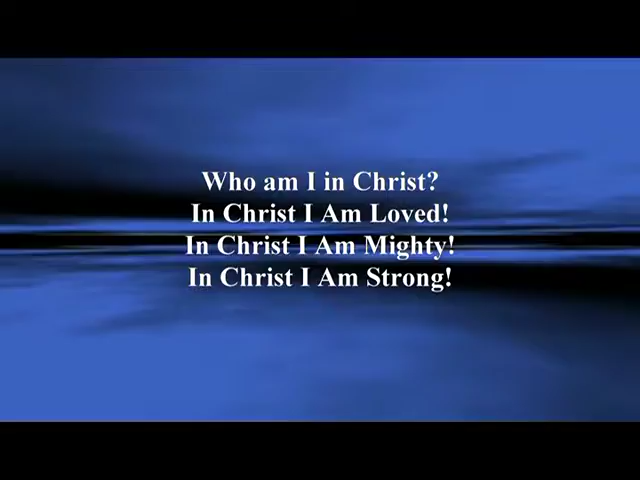 Who am I in Christ?
In Christ I Am Loved!
In Christ I Am Mighty!
In Christ I Am Strong!